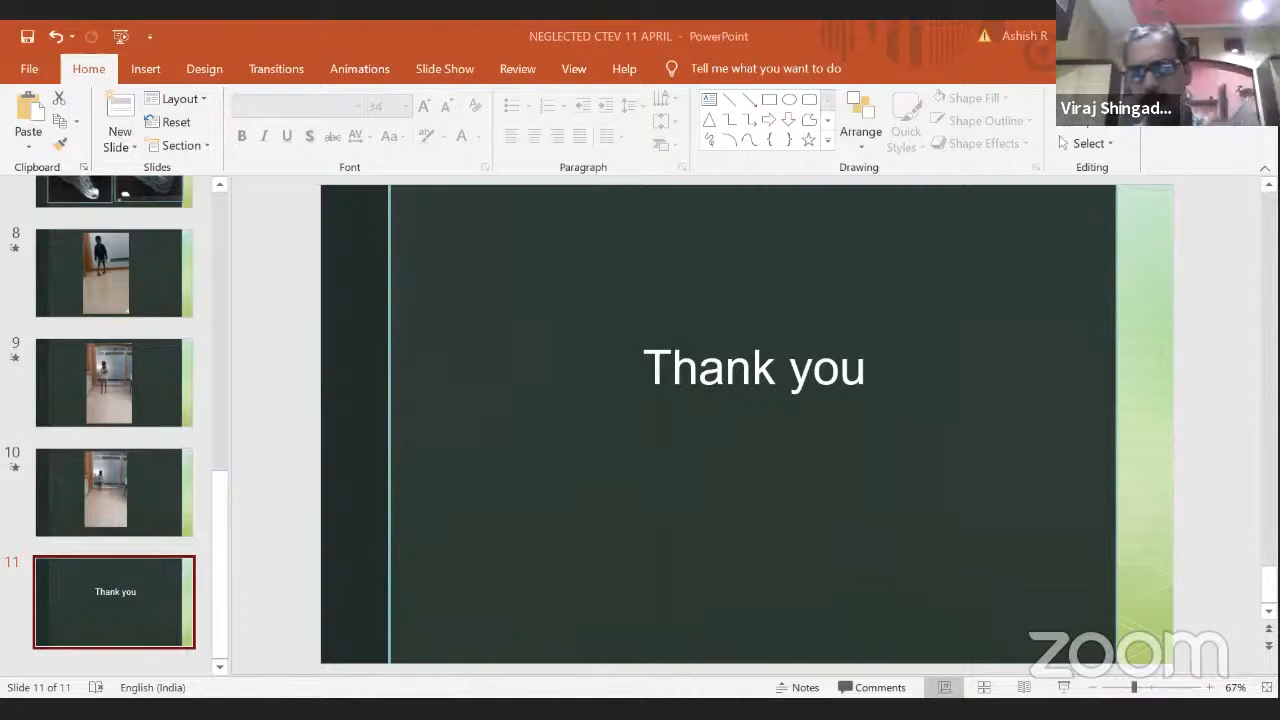 NEGLECTED CTEV 11 APRIL - PowerPoint
Ashish R
File Home Insert Design Transitions Animations Slide Show Review View Help Tell me what you want to do
Viraj Shingad...
Paste
New
Slide
Layout
Reset
Section
34
Aa
Arrange
Quick
Styles
Shape Fill
Shape Outline
Shape Effects
Select
Clipboard Slides Font Paragraph Drawing Editing
8
9
10
11
Thank you
Thank you
zoom
Slide 11 of 11 English (India) Notes Comments 67%